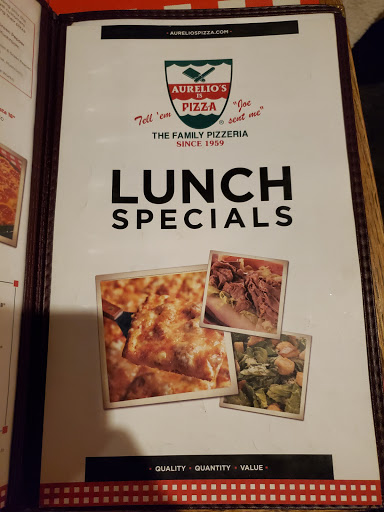 · AURELIOSPIZZA.COM ·
AURELIO'S
IS
PIZZA
®
Tell 'em "Joe sent me"
THE FAMILY PIZZERIA
SINCE 1959
LUNCH
SPECIALS
· QUALITY · QUANTITY · VALUE ·